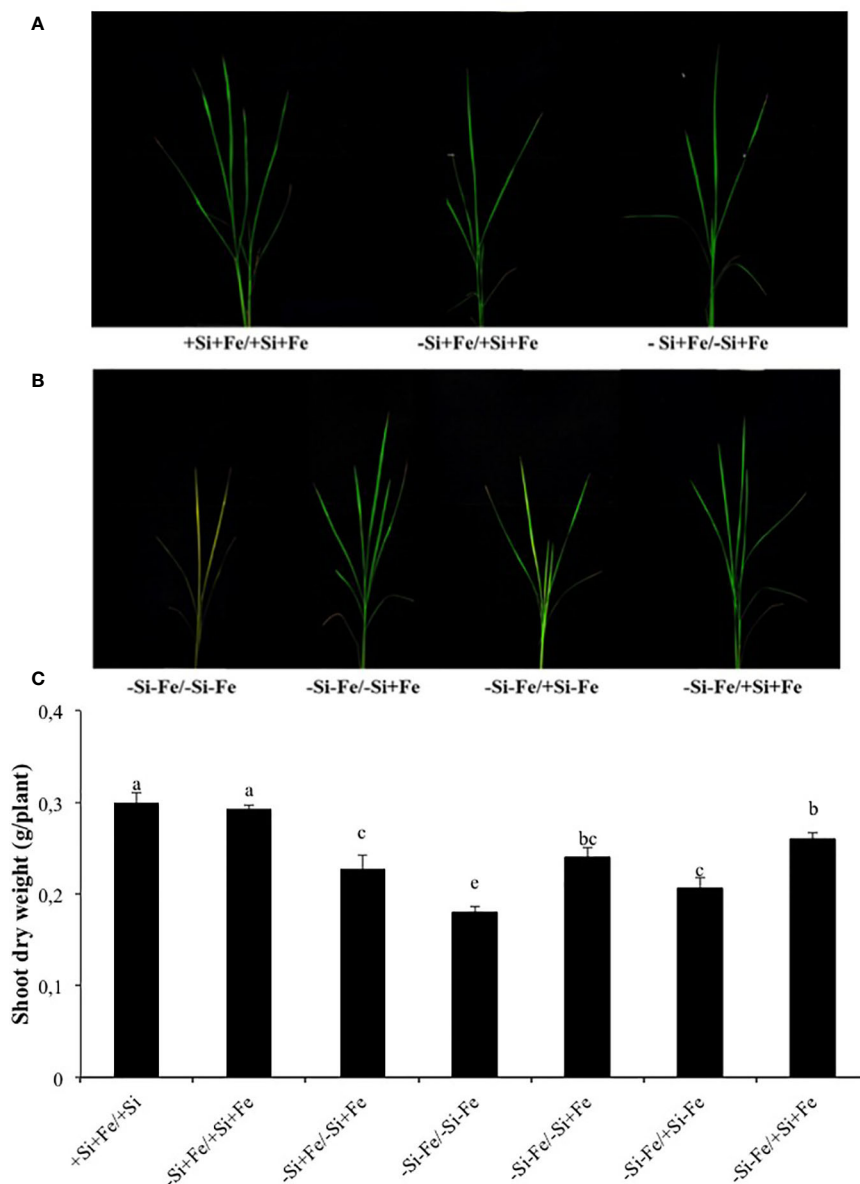 A
+Si+Fe/+Si+Fe -Si+Fe/+Si+Fe - Si+Fe/-Si+Fe
B
-Si-Fe/-Si-Fe -Si-Fe/-Si+Fe -Si-Fe/+Si-Fe -Si-Fe/+Si+Fe
C
Shoot dry weight (g/plant)
0,4
0,3
0,2
0,1
0
a a c e bc c b
+Si+Fe/+Si
-Si+Fe/+Si+Fe
-Si+Fe/-Si+Fe
-Si-Fe/-Si-Fe
-Si-Fe/-Si+Fe
-Si-Fe/+Si-Fe
-Si-Fe/+Si+Fe